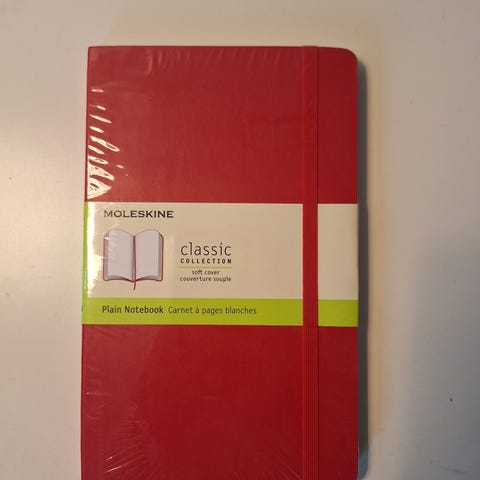 MOLESKINE
classic
COLLECTION
soft cover
couverture souple
Plain Notebook Carnet à pages blanches